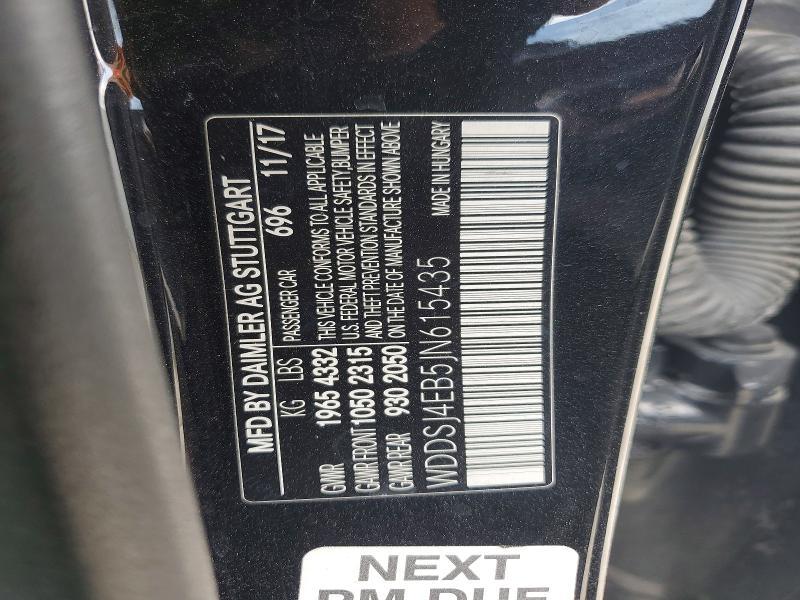 MFD BY DAIMLER AG STUTTGART
KG LBS PASSENGER CAR 696 11/17
GVWR 1965 4332 THIS VEHICLE CONFORMS TO ALL APPLICABLE
GAWR FRONT 1050 2315 U.S. FEDERAL MOTOR VEHICLE SAFETY, BUMPER,
GAWR REAR 930 2050 AND THEFT PREVENTION STANDARDS IN EFFECT
ON THE DATE OF MANUFACTURE SHOWN ABOVE
WDDSJ4EB5JN615435 MADE IN HUNGARY
NEXT
PM DUE